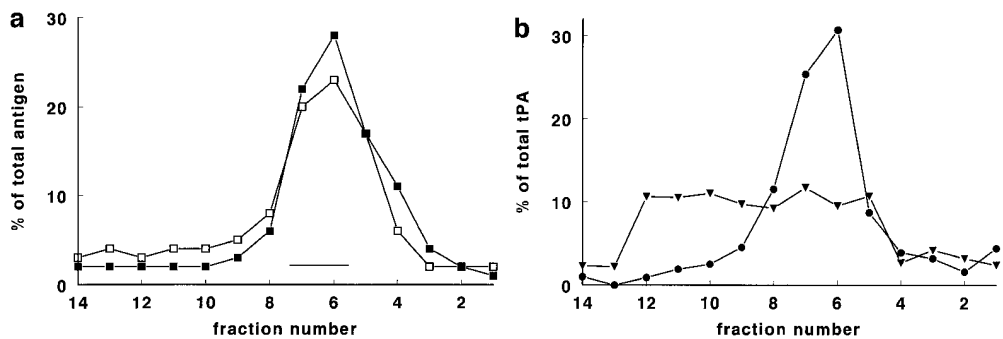 a
% of total antigen
30
20
10
0
14 12 10 8 6 4 2
fraction number
b
% of total tPA
30
20
10
0
14 12 10 8 6 4 2
fraction number